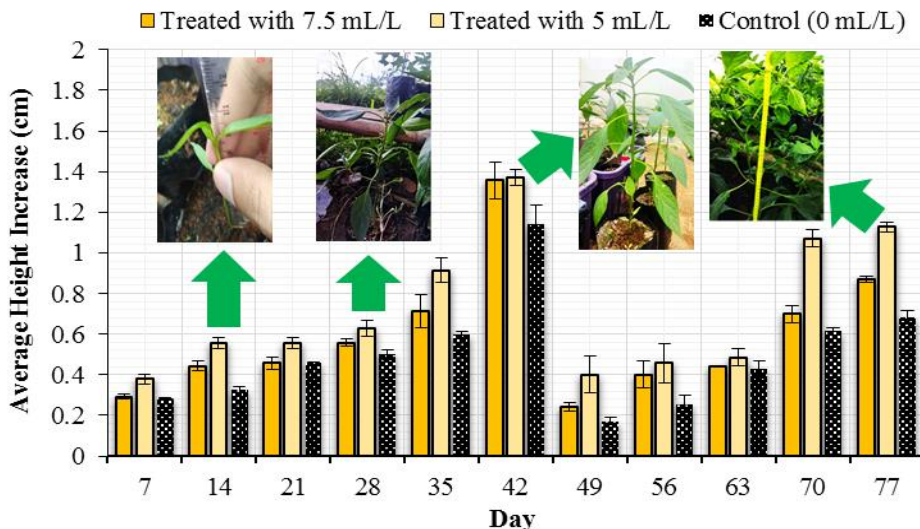 Treated with 7.5 mL/L Treated with 5 mL/L Control (0 mL/L)
2
1.8
1.6
1.4
1.2
1
0.8
0.6
0.4
0.2
0
Average Height Increase (cm)
7 14 21 28 35 42 49 56 63 70 77
Day